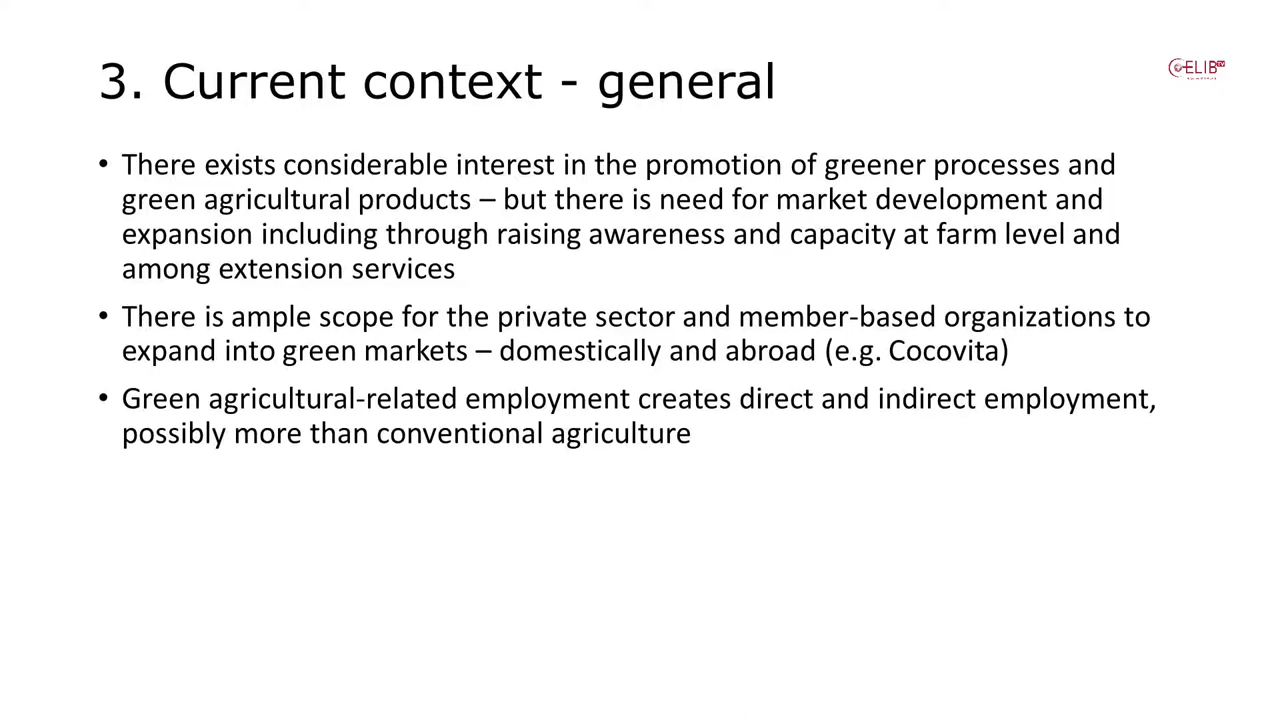 3. Current context - general
ELIB TV
• There exists considerable interest in the promotion of greener processes and
green agricultural products – but there is need for market development and
expansion including through raising awareness and capacity at farm level and
among extension services
• There is ample scope for the private sector and member-based organizations to
expand into green markets – domestically and abroad (e.g. Cocovita)
• Green agricultural-related employment creates direct and indirect employment,
possibly more than conventional agriculture